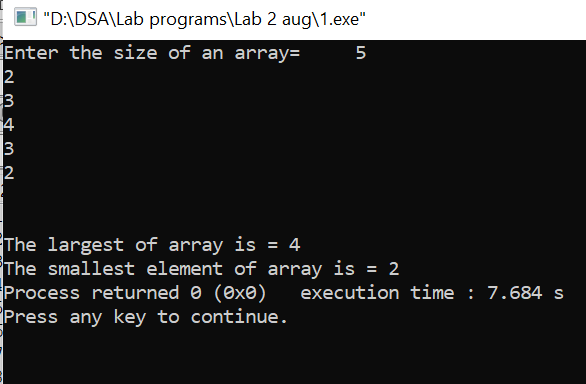 "D:\DSA\Lab programs\Lab 2 aug\1.exe"
Enter the size of an array=     5
2
3
4
3
2
The largest of array is = 4
The smallest element of array is = 2
Process returned 0 (0x0)   execution time : 7.684 s
Press any key to continue.